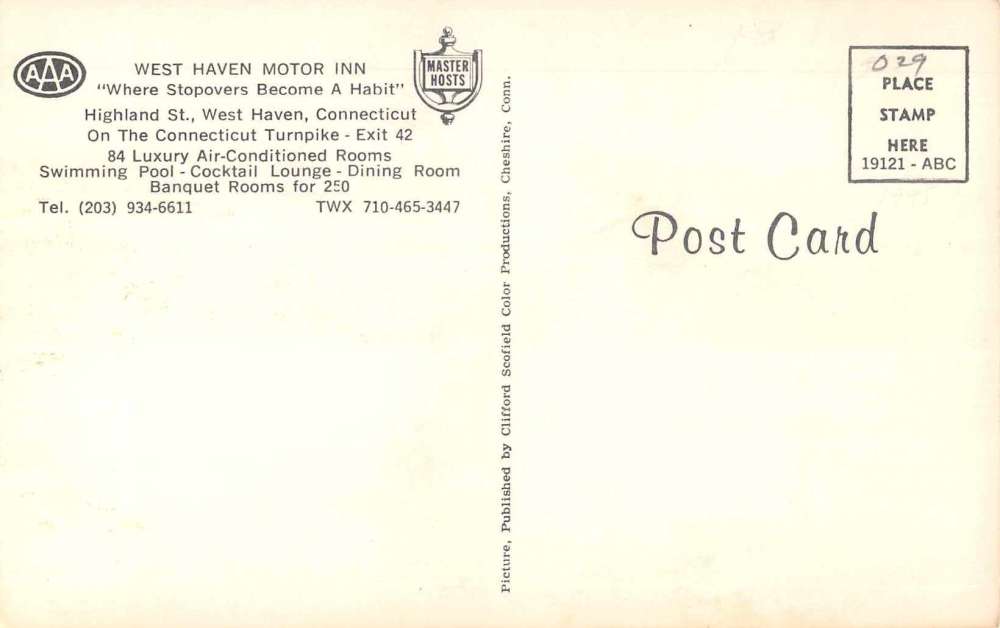 AAA
WEST HAVEN MOTOR INN
"Where Stopovers Become A Habit"
MASTER
HOSTS
Highland St., West Haven, Connecticut
On The Connecticut Turnpike - Exit 42
84 Luxury Air-Conditioned Rooms
Swimming Pool - Cocktail Lounge - Dining Room
Banquet Rooms for 250
Tel. (203) 934-6611 TWX 710-465-3447
Picture, Published by Clifford Scofield Color Productions, Cheshire, Conn.
029
PLACE
STAMP
HERE
19121 - ABC
Post Card